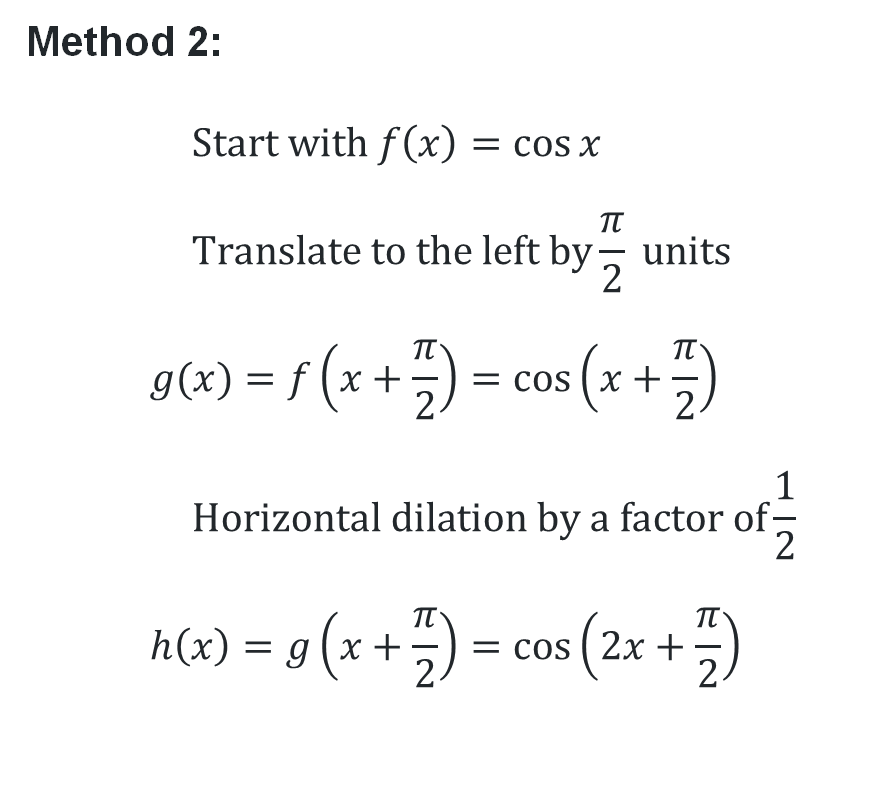 Method 2:
Start with f(x) = cos x
Translate to the left by π/2 units
g(x) = f(x + π/2) = cos(x + π/2)
Horizontal dilation by a factor of 1/2
h(x) = g(x + π/2) = cos(2x + π/2)